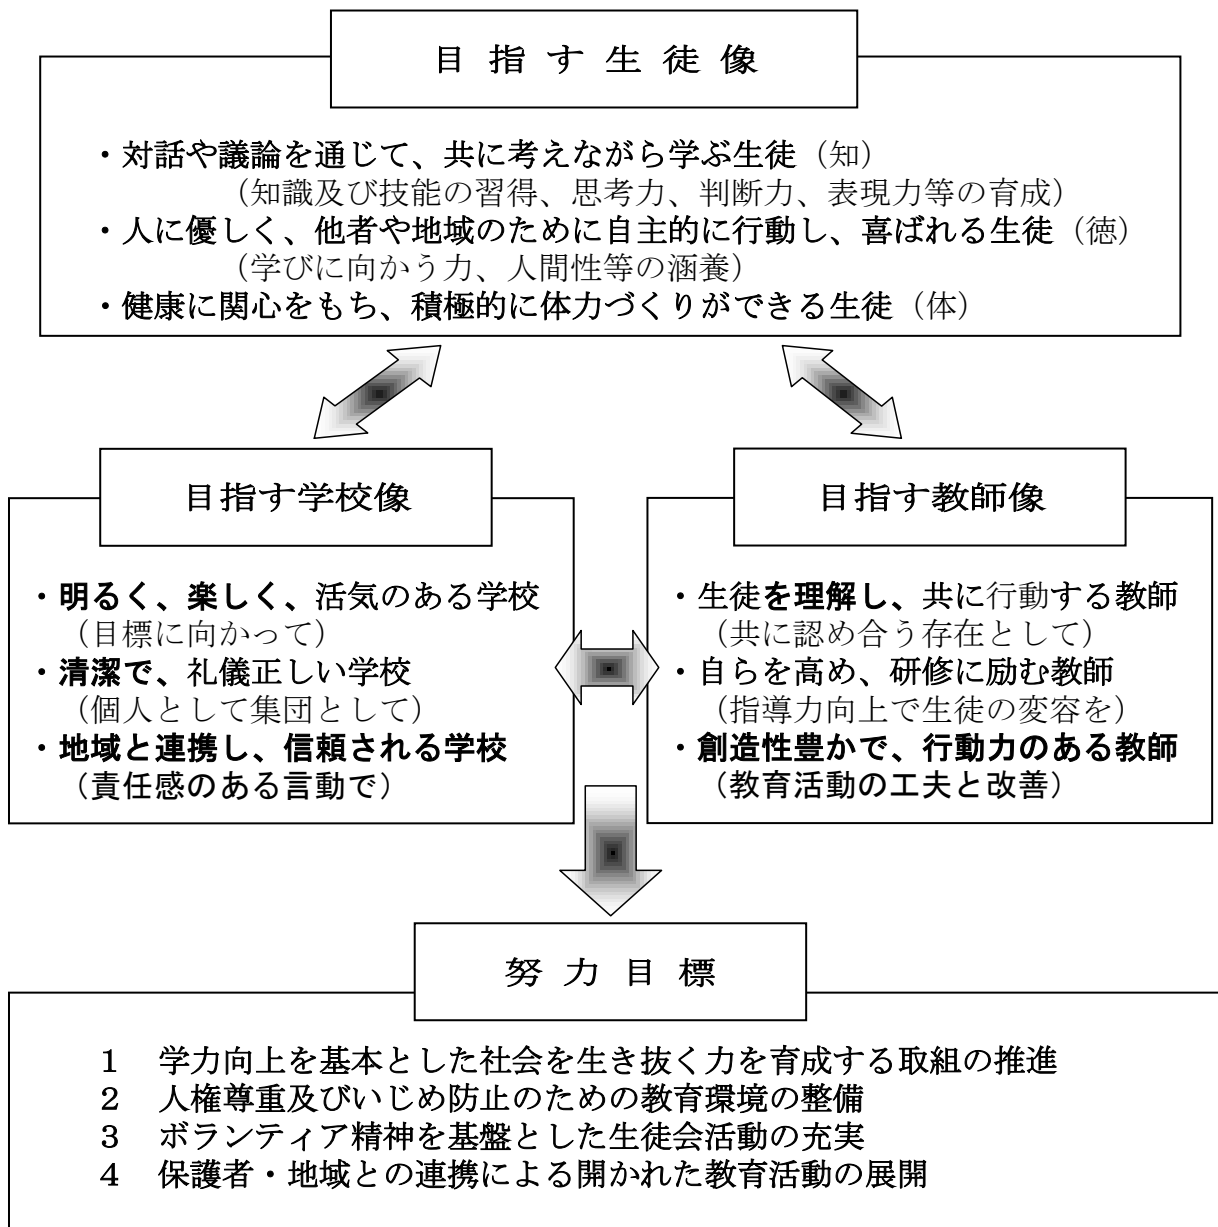 目指す生徒像
・対話や議論を通じて、共に考えながら学ぶ生徒（知）
（知識及び技能の習得、思考力、判断力、表現力等の育成）
・人に優しく、他者や地域のために自主的に行動し、喜ばれる生徒（徳）
（学びに向かう力、人間性等の涵養）
・健康に関心をもち、積極的に体力づくりができる生徒（体）
目指す学校像
・明るく、楽しく、活気のある学校
（目標に向かって）
・清潔で、礼儀正しい学校
（個人として集団として）
・地域と連携し、信頼される学校
（責任感のある言動で）
目指す教師像
・生徒を理解し、共に行動する教師
（共に認め合う存在として）
・自らを高め、研修に励む教師
（指導力向上で生徒の変容を）
・創造性豊かで、行動力のある教師
（教育活動の工夫と改善）
努力目標
１　学力向上を基本とした社会を生き抜く力を育成する取組の推進
２　人権尊重及びいじめ防止のための教育環境の整備
３　ボランティア精神を基盤とした生徒会活動の充実
４　保護者・地域との連携による開かれた教育活動の展開